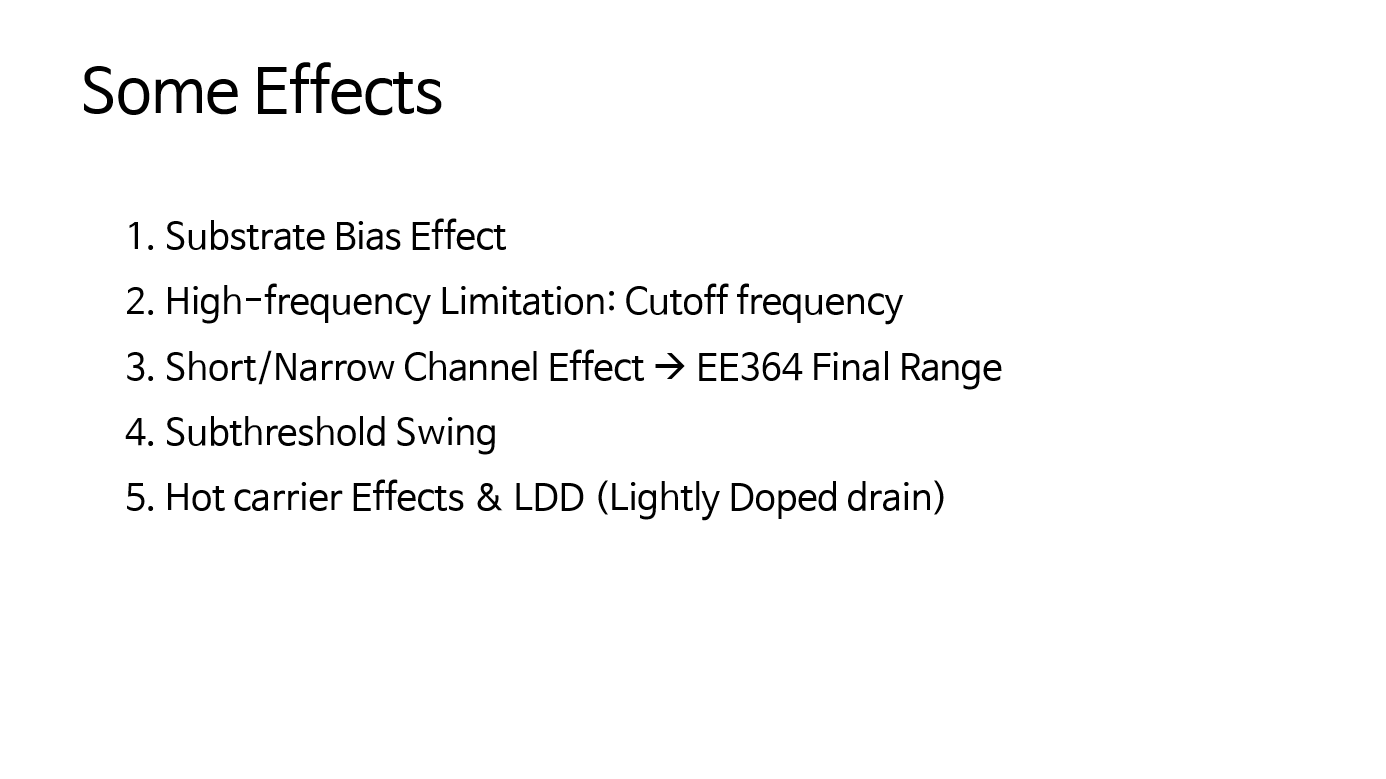 Some Effects
1. Substrate Bias Effect
2. High-frequency Limitation: Cutoff frequency
3. Short/Narrow Channel Effect → EE364 Final Range
4. Subthreshold Swing
5. Hot carrier Effects & LDD (Lightly Doped drain)